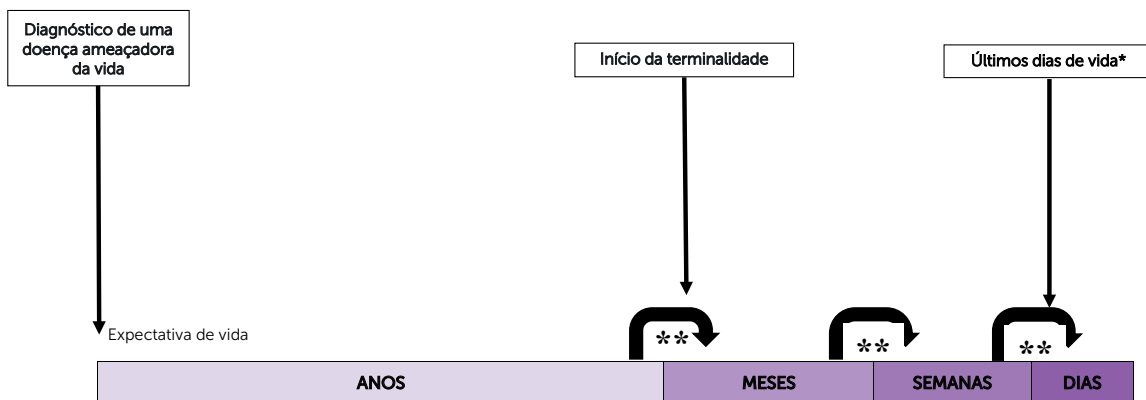 Diagnóstico de uma
doença ameaçadora
da vida
Início da terminalidade
Últimos dias de vida*
Expectativa de vida
**
**
**
ANOS
MESES
SEMANAS
DIAS